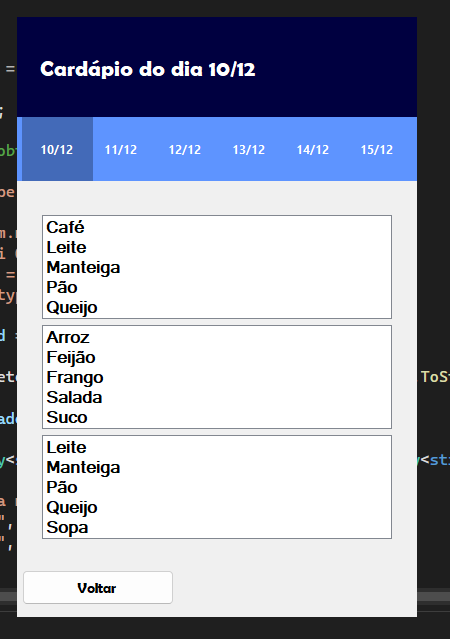 Cardápio do dia 10/12
10/12 11/12 12/12 13/12 14/12 15/12
Café
Leite
Manteiga
Pão
Queijo
Arroz
Feijão
Frango
Salada
Suco
Leite
Manteiga
Pão
Queijo
Sopa
Voltar